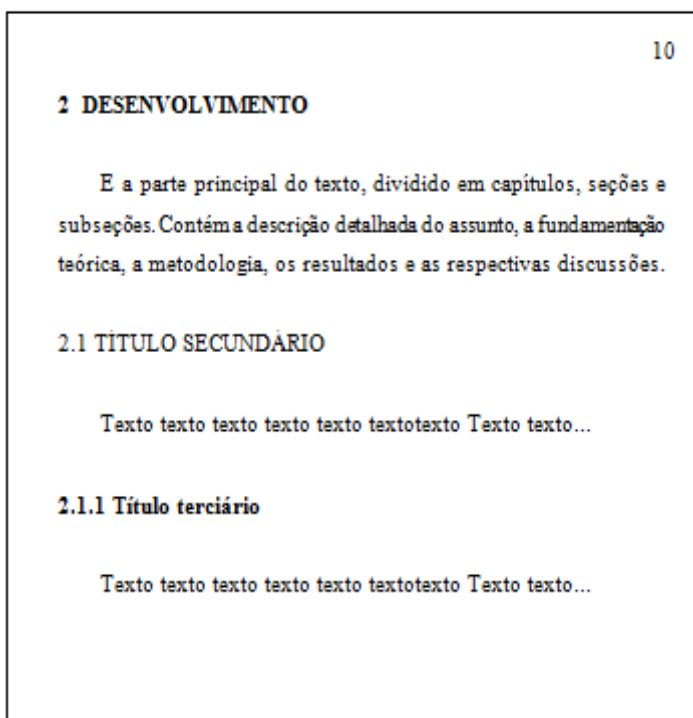 10
2 DESENVOLVIMENTO
E a parte principal do texto, dividido em capítulos, seções e
subseções. Contém a descrição detalhada do assunto, a fundamentação
teórica, a metodologia, os resultados e as respectivas discussões.
2.1 TÍTULO SECUNDÁRIO
Texto texto texto texto texto textotexto Texto texto...
2.1.1 Título terciário
Texto texto texto texto texto textotexto Texto texto...